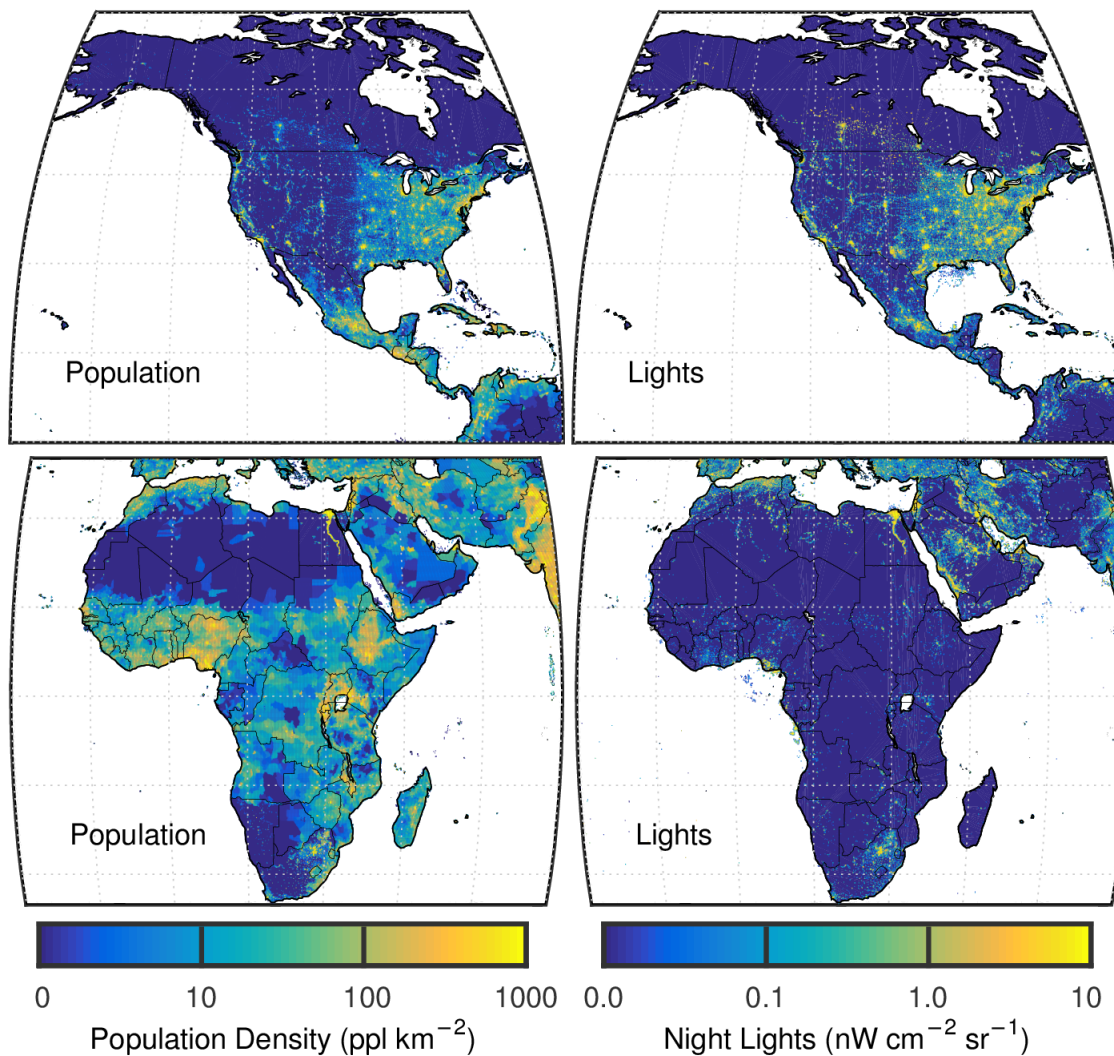 Population
Lights
Population
Lights
0 10 100 1000
Population Density (ppl km⁻²)
0.0 0.1 1.0 10
Night Lights (nW cm⁻² sr⁻¹)